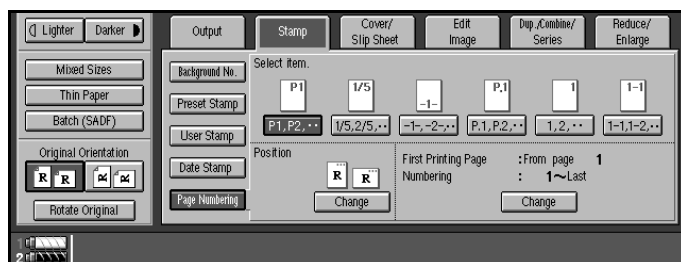 Lighter Darker
Mixed Sizes
Thin Paper
Batch (SADF)
Original Orientation
R R R R
Rotate Original
Output
Stamp
Cover/
Slip Sheet
Edit
Image
Dup./Combine/
Series
Reduce/
Enlarge
Background No.
Preset Stamp
User Stamp
Date Stamp
Page Numbering
Select item.
P1 1/5 -1- P.1 1 1-1
P1,P2,·· 1/5,2/5,·· -1-,-2-,·· P.1,P.2,·· 1,2,·· 1-1,1-2,··
Position
R R
Change
First Printing Page :From page 1
Numbering : 1~Last
Change
1
2